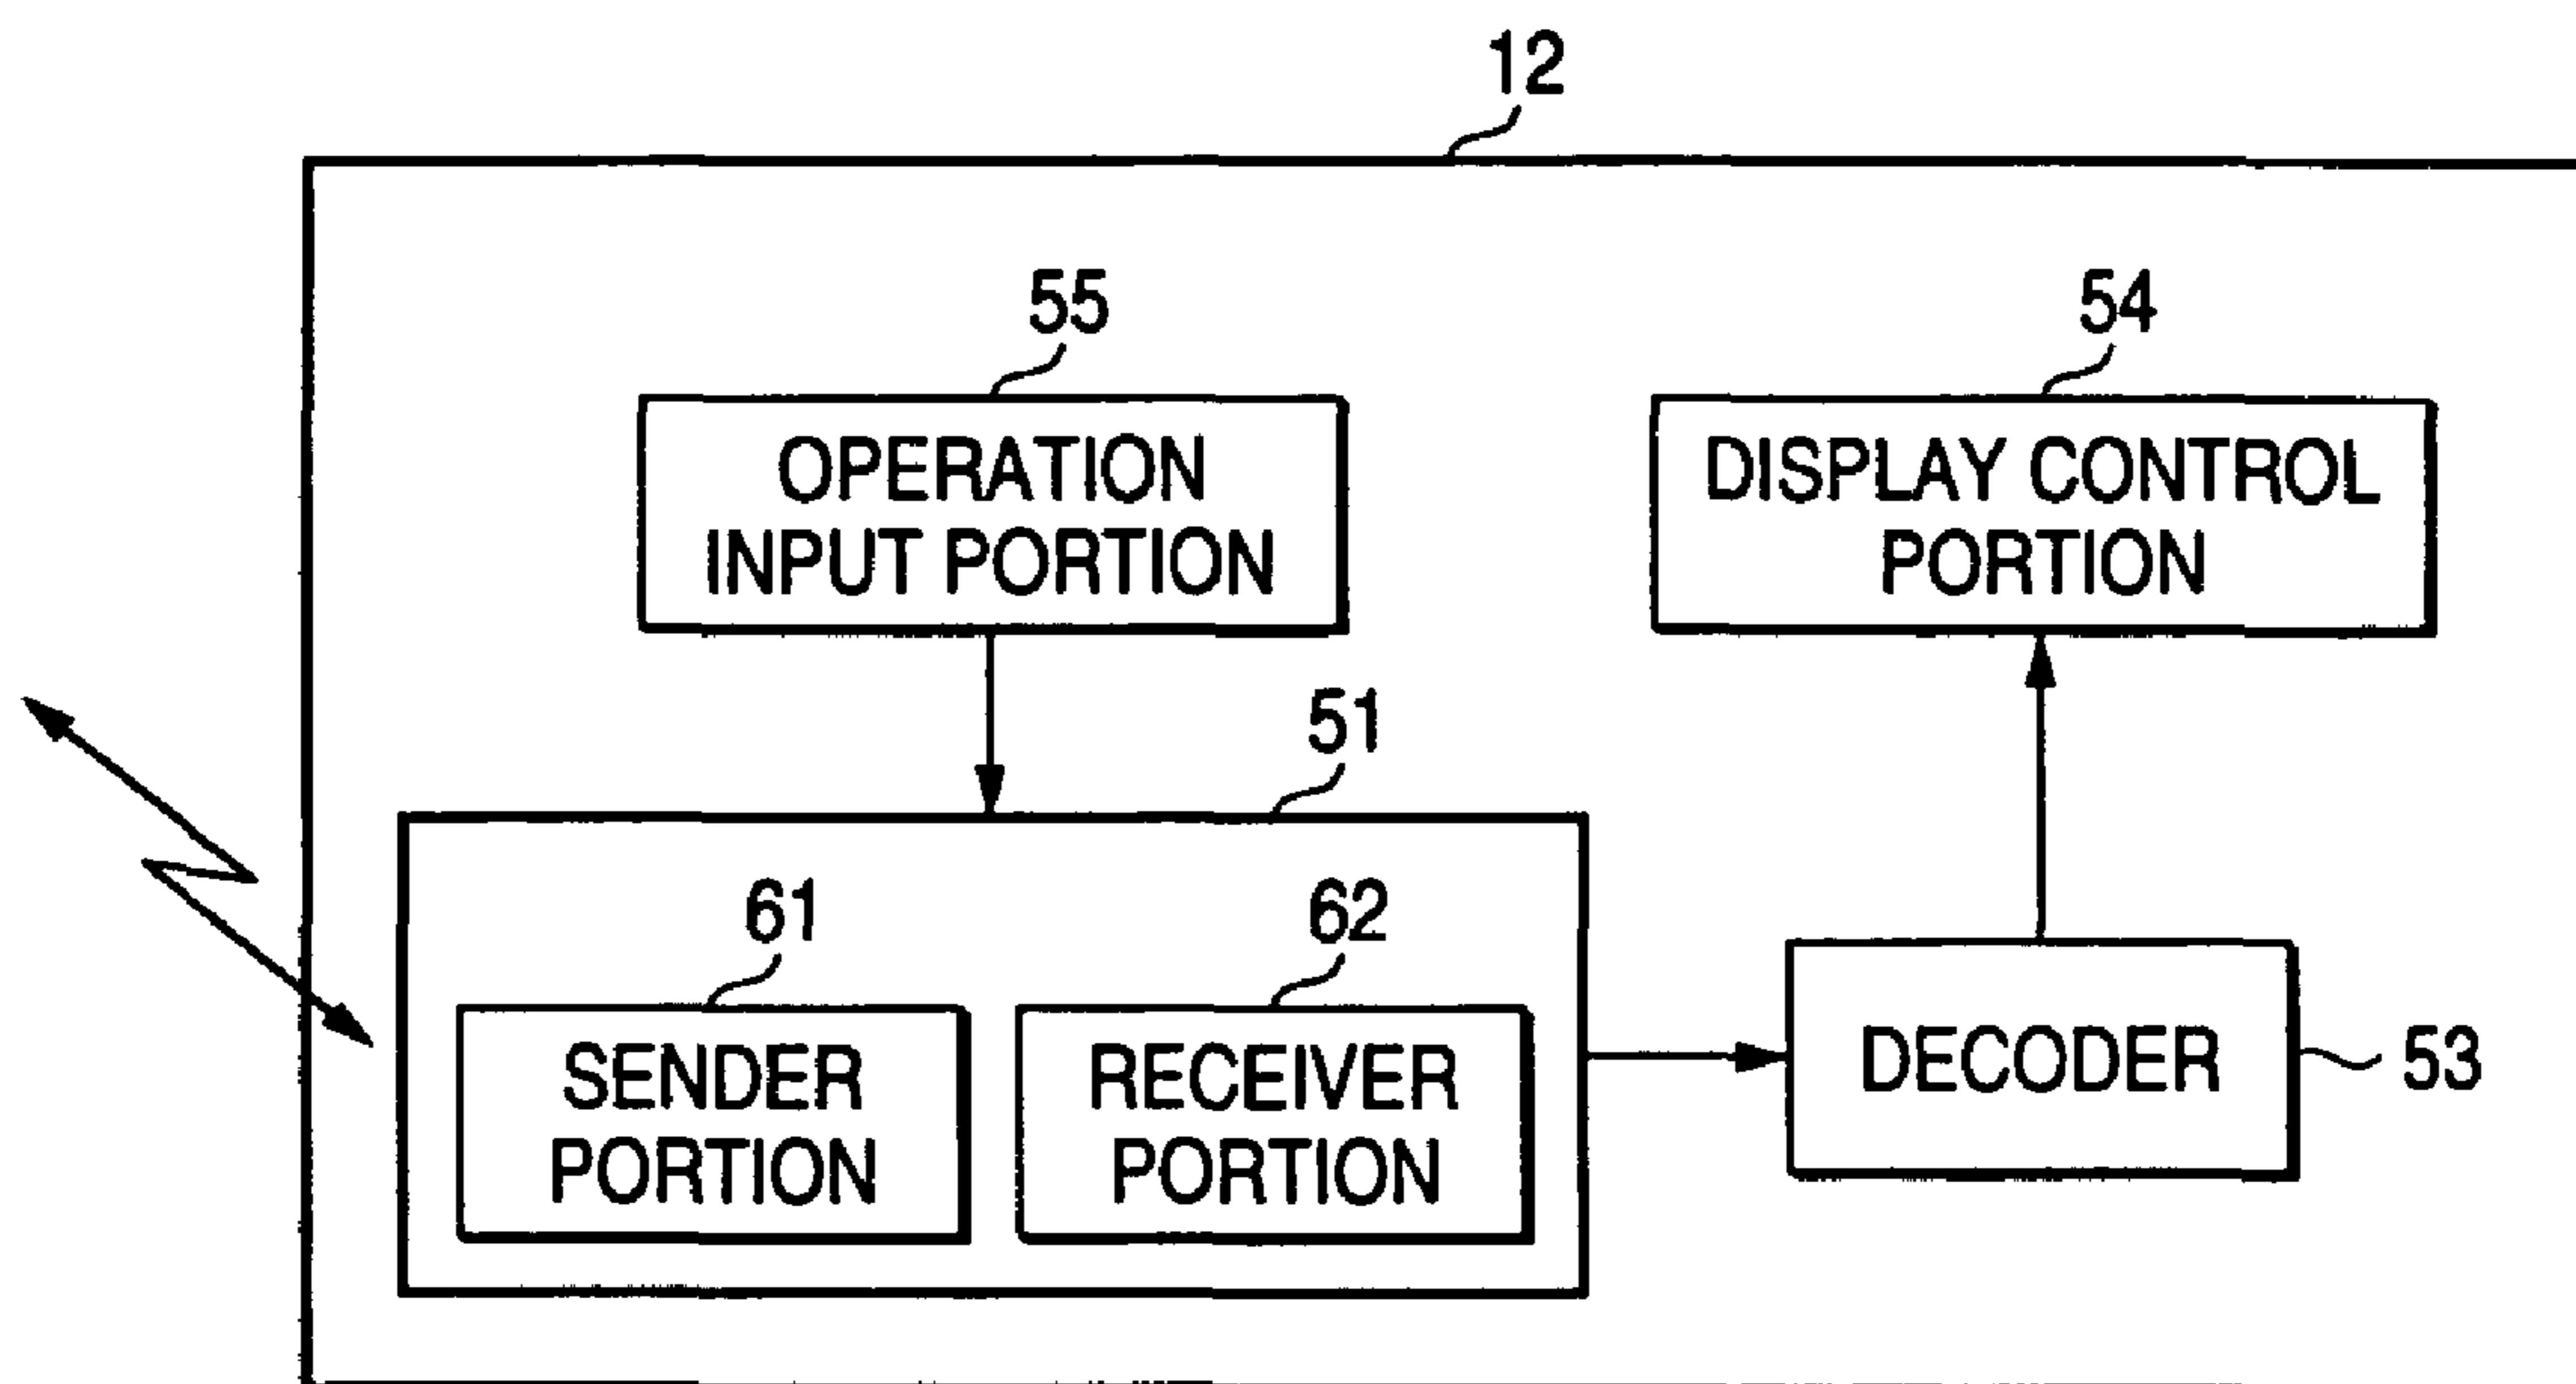 12
55
OPERATION
INPUT PORTION
54
DISPLAY CONTROL
PORTION
51
61
SENDER
PORTION
62
RECEIVER
PORTION
DECODER
53